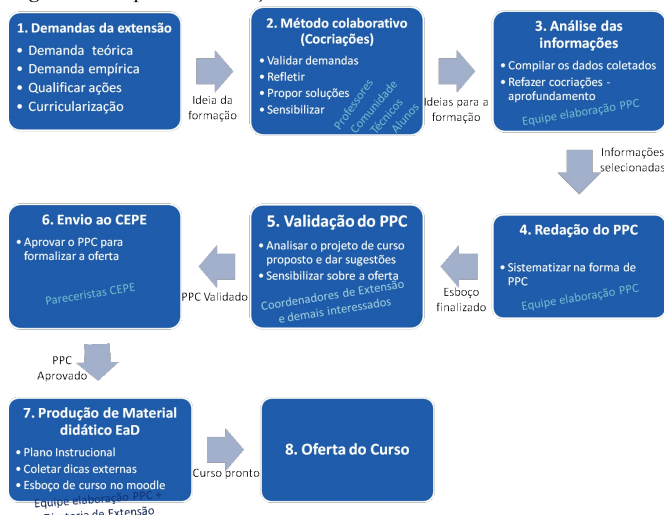 1. Demandas da extensão
• Demanda teórica
• Demanda empírica
• Qualificar ações
• Curricularização
Ideia da
formação
2. Método colaborativo
(Cocriações)
• Validar demandas
• Refletir
• Propor soluções
• Sensibilizar
Professores
Comunidade
Técnicos
Alunos
Ideias para a
formação
3. Análise das
informações
• Compilar os dados coletados
• Refazer cocriações -
aprofundamento
Equipe elaboração PPC
Informações
selecionadas
4. Redação do PPC
• Sistematizar na forma de
PPC
Equipe elaboração PPC
Esboço
finalizado
5. Validação do PPC
• Analisar o projeto de curso
proposto e dar sugestões
• Sensibilizar sobre a oferta
Coordenadores de Extensão
e demais interessados
PPC Validado
6. Envio ao CEPE
• Aprovar o PPC para
formalizar a oferta
Pareceristas CEPE
PPC
Aprovado
7. Produção de Material
didático EaD
• Plano Instrucional
• Coletar dicas externas
• Esboço de curso no moodle
Equipe elaboração PPC +
de Extensão
Curso pronto
8. Oferta do Curso